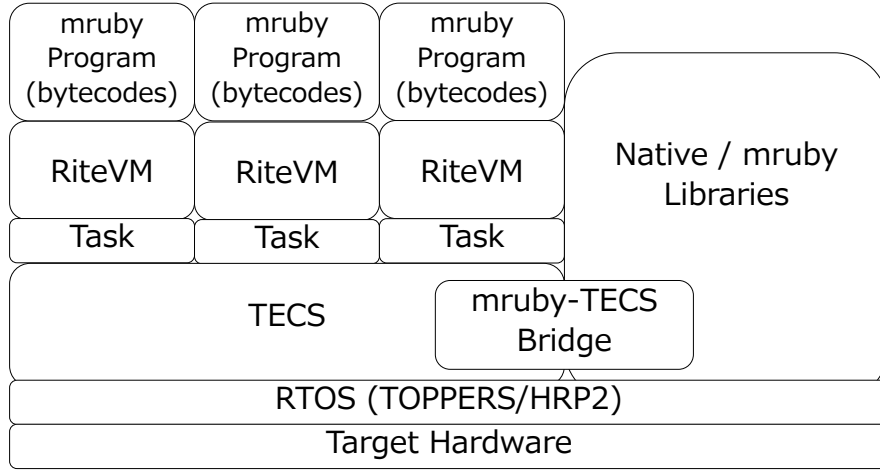 mruby
Program
(bytecodes)
mruby
Program
(bytecodes)
mruby
Program
(bytecodes)
RiteVM
RiteVM
RiteVM
Native / mruby
Libraries
Task
Task
Task
TECS
mruby-TECS
Bridge
RTOS (TOPPERS/HRP2)
Target Hardware